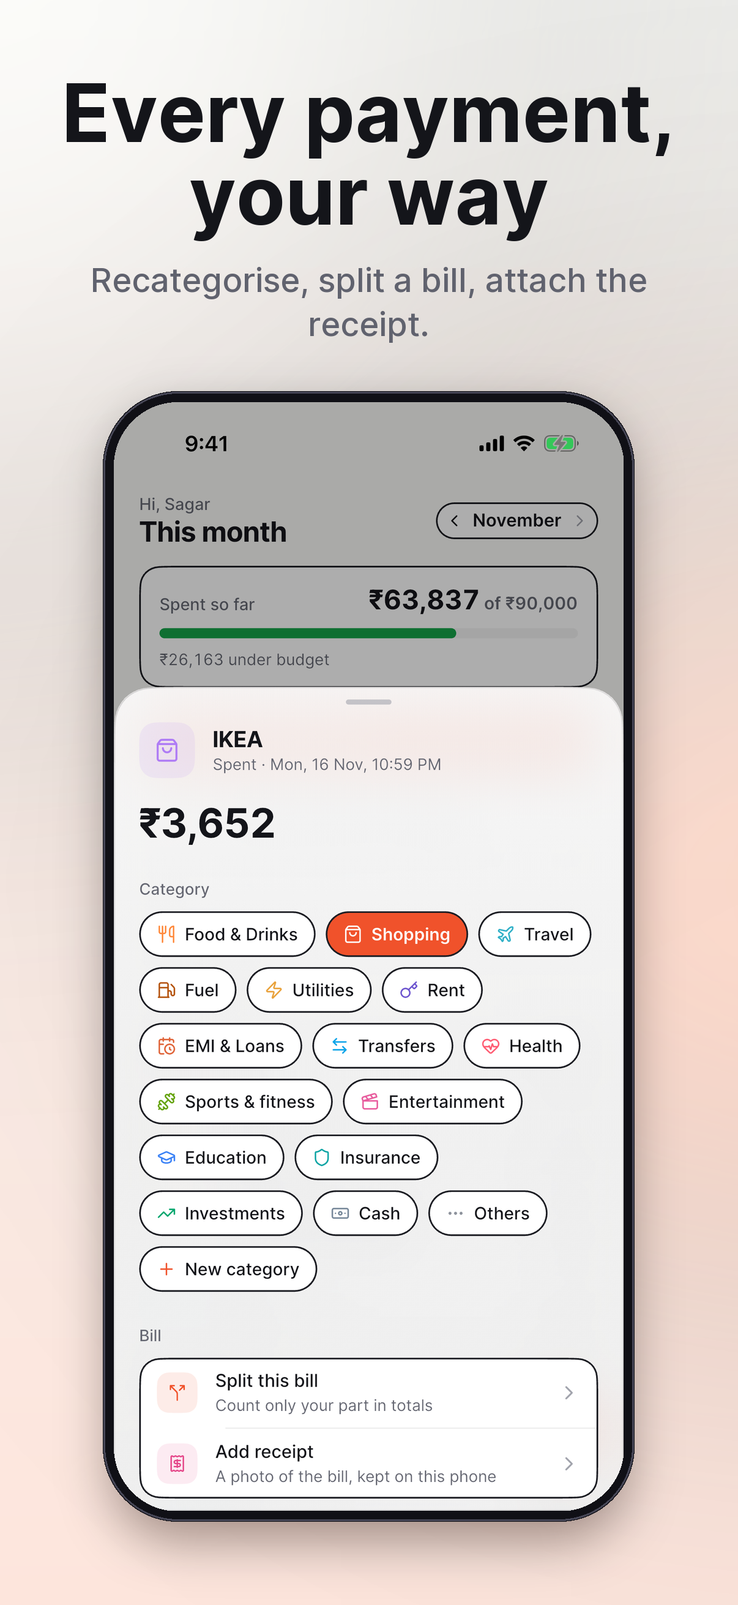 Every payment,
your way
Recategorise, split a bill, attach the
receipt.
9:41
Hi, Sagar
This month
November
Spent so far
₹63,837 of ₹90,000
₹26,163 under budget
IKEA
Spent · Mon, 16 Nov, 10:59 PM
₹3,652
Category
Food & Drinks
Shopping
Travel
Fuel
Utilities
Rent
EMI & Loans
Transfers
Health
Sports & fitness
Entertainment
Education
Insurance
Investments
Cash
Others
New category
Bill
Split this bill
Count only your part in totals
Add receipt
A photo of the bill, kept on this phone